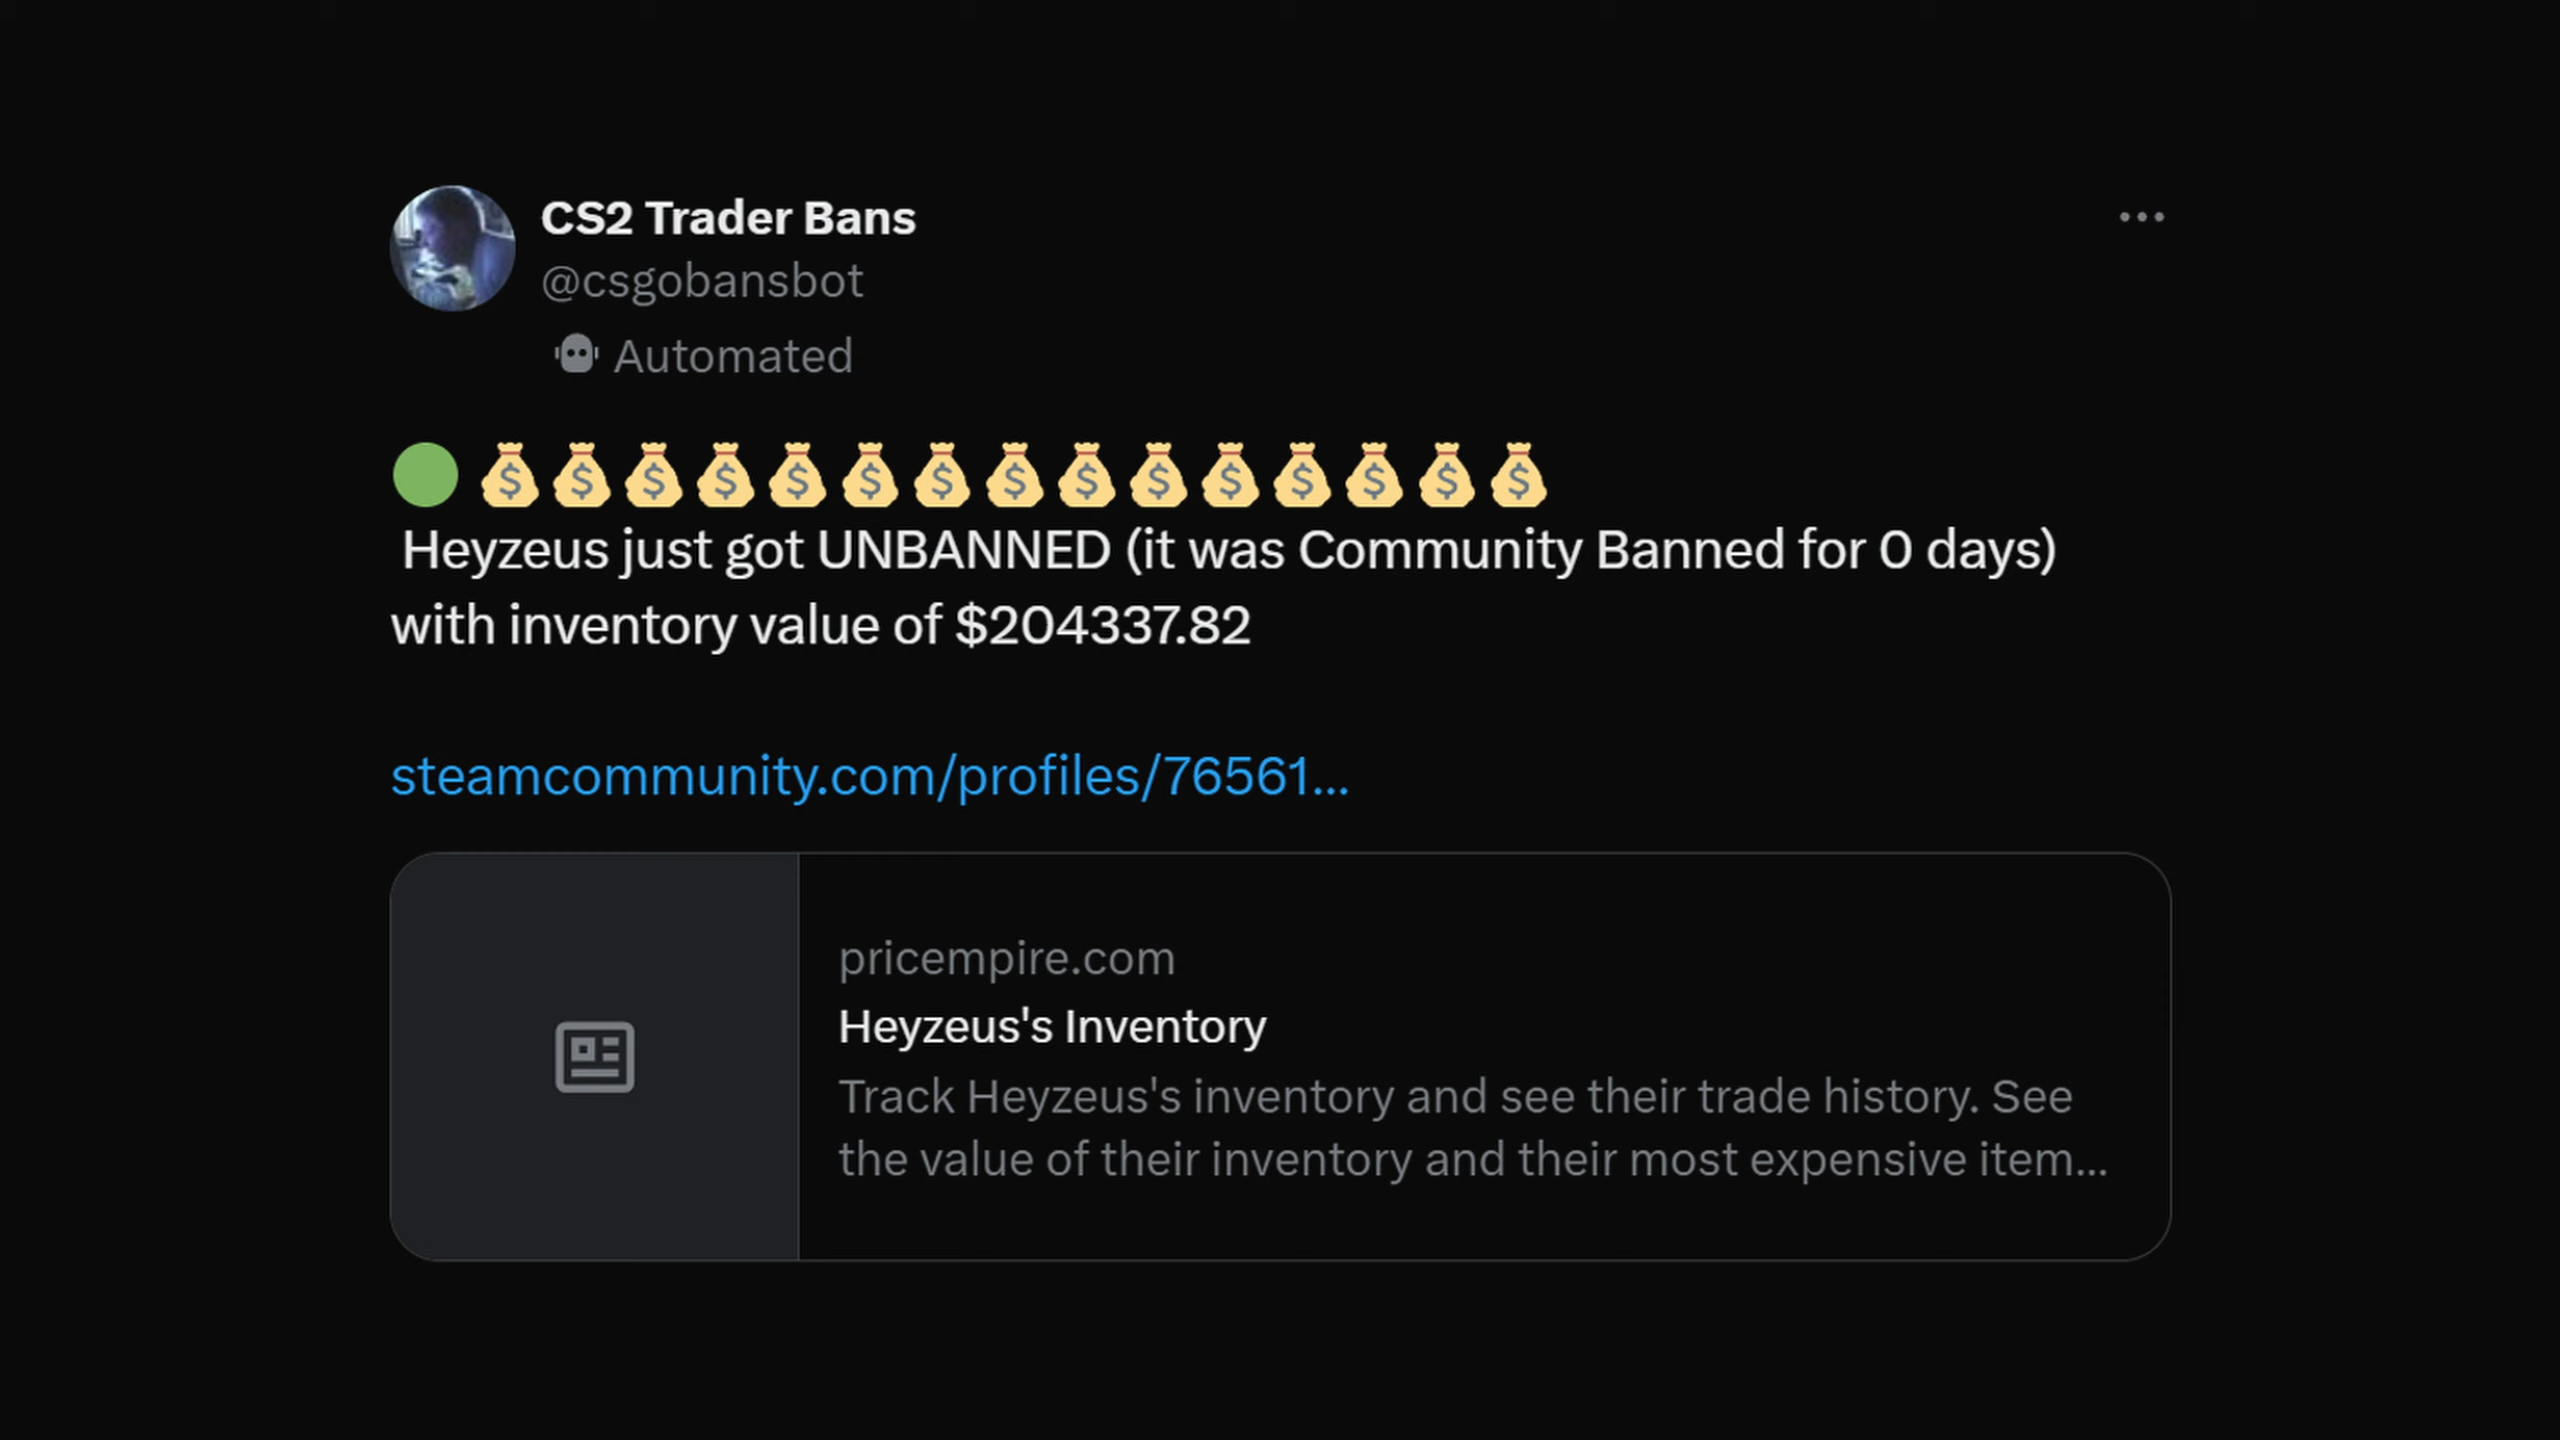 CS2 Trader Bans
@csgobansbot
Automated
🟢 💰💰💰💰💰💰💰💰💰💰💰💰💰💰💰
Heyzeus just got UNBANNED (it was Community Banned for 0 days)
with inventory value of $204337.82
steamcommunity.com/profiles/76561...
pricempire.com
Heyzeus's Inventory
Track Heyzeus's inventory and see their trade history. See
the value of their inventory and their most expensive item...